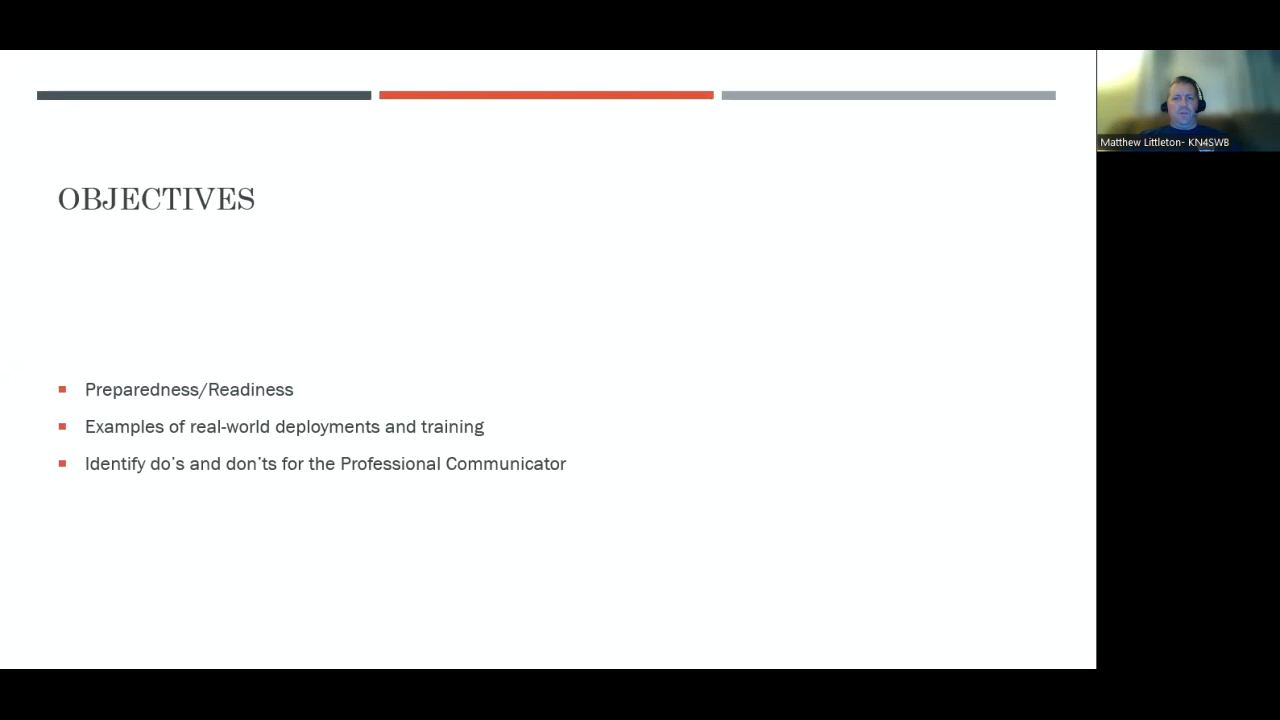 OBJECTIVES
Preparedness/Readiness
Examples of real-world deployments and training
Identify do's and don'ts for the Professional Communicator
Matthew Littleton- KN4SWB